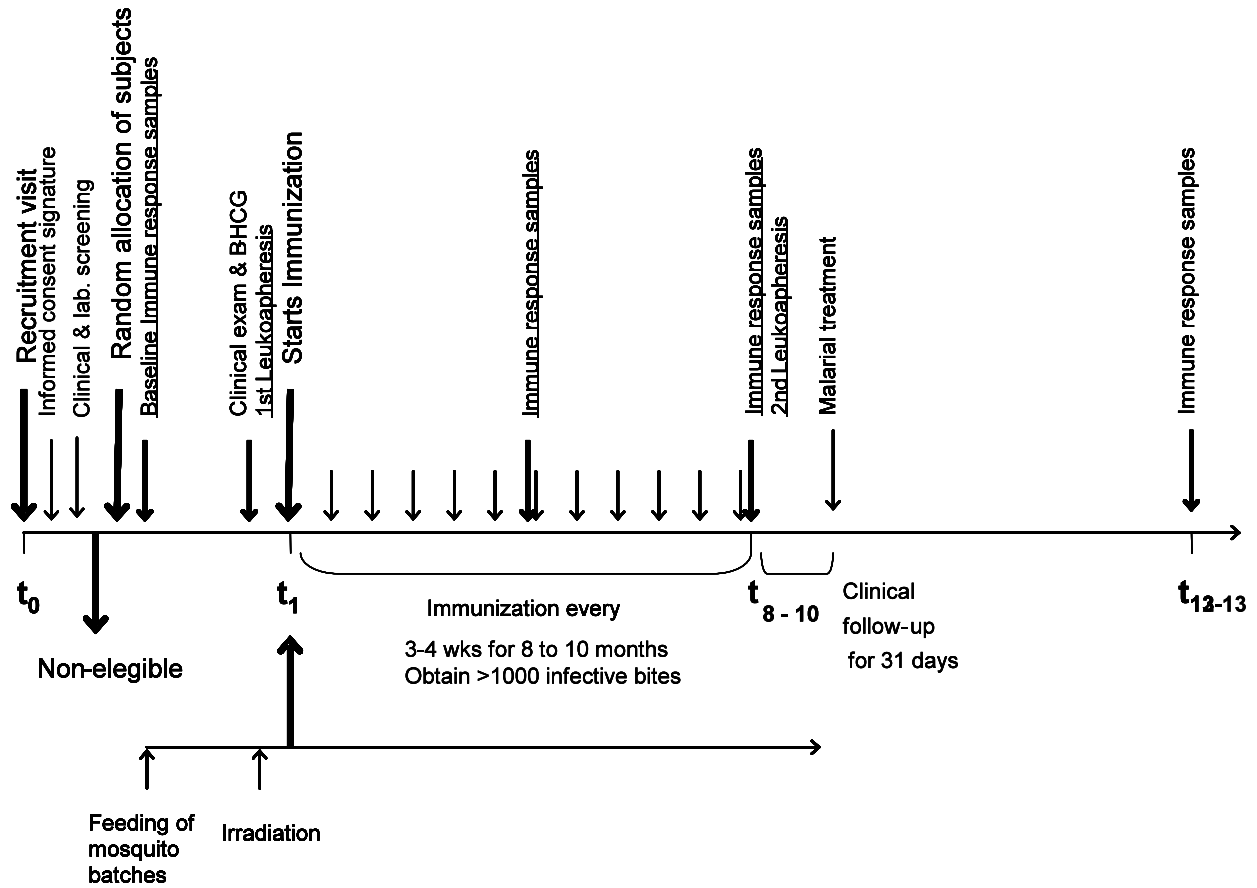 Recruitment visit
Informed consent signature
Clinical & lab. screening
Random allocation of subjects
Baseline Immune response samples
Clinical exam & BHCG
1st Leukoapheresis
Starts Immunization
Immune response samples
Immune response samples
2nd Leukoapheresis
Malarial treatment
Immune response samples
t0
t1
t8 - 10
Non-elegible
Immunization every
3-4 wks for 8 to 10 months
Obtain >1000 infective bites
Clinical
follow-up
for 31 days
Feeding of
mosquito
batches
Irradiation